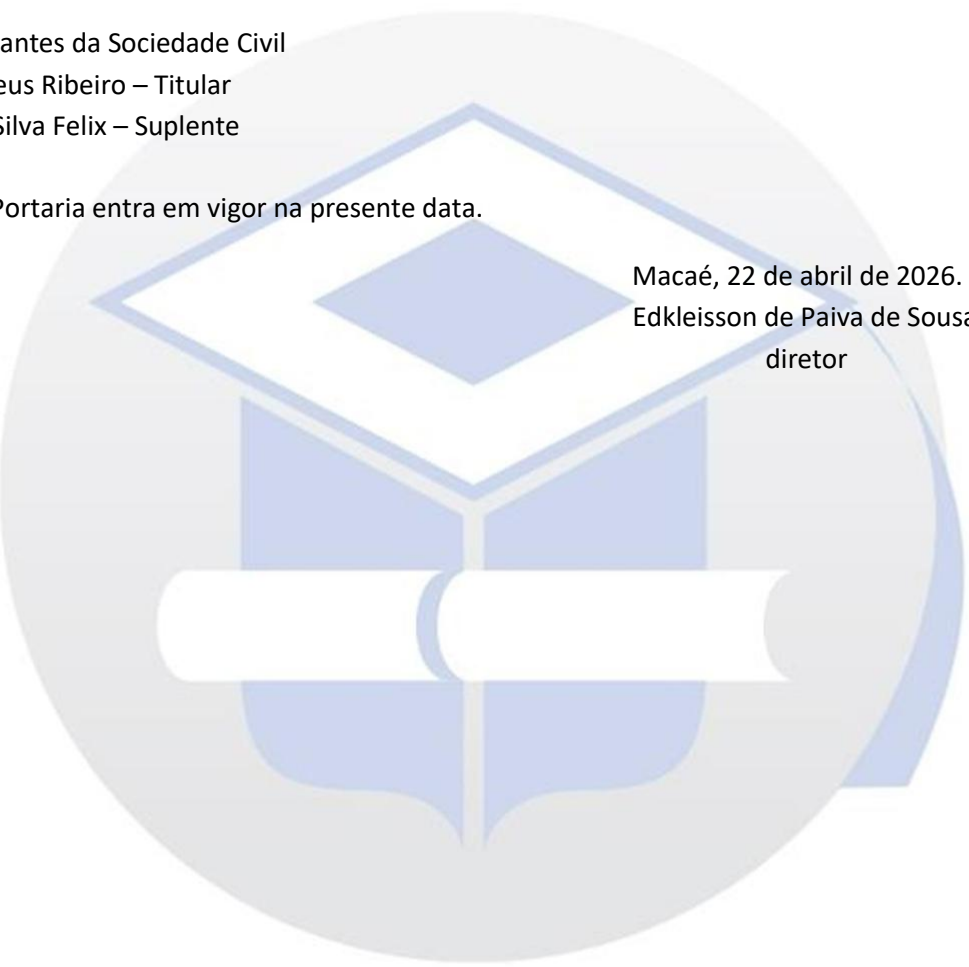 antes da Sociedade Civil
eus Ribeiro – Titular
Silva Felix – Suplente
Portaria entra em vigor na presente data.
Macaé, 22 de abril de 2026.
Edkleisson de Paiva de Sousa
diretor